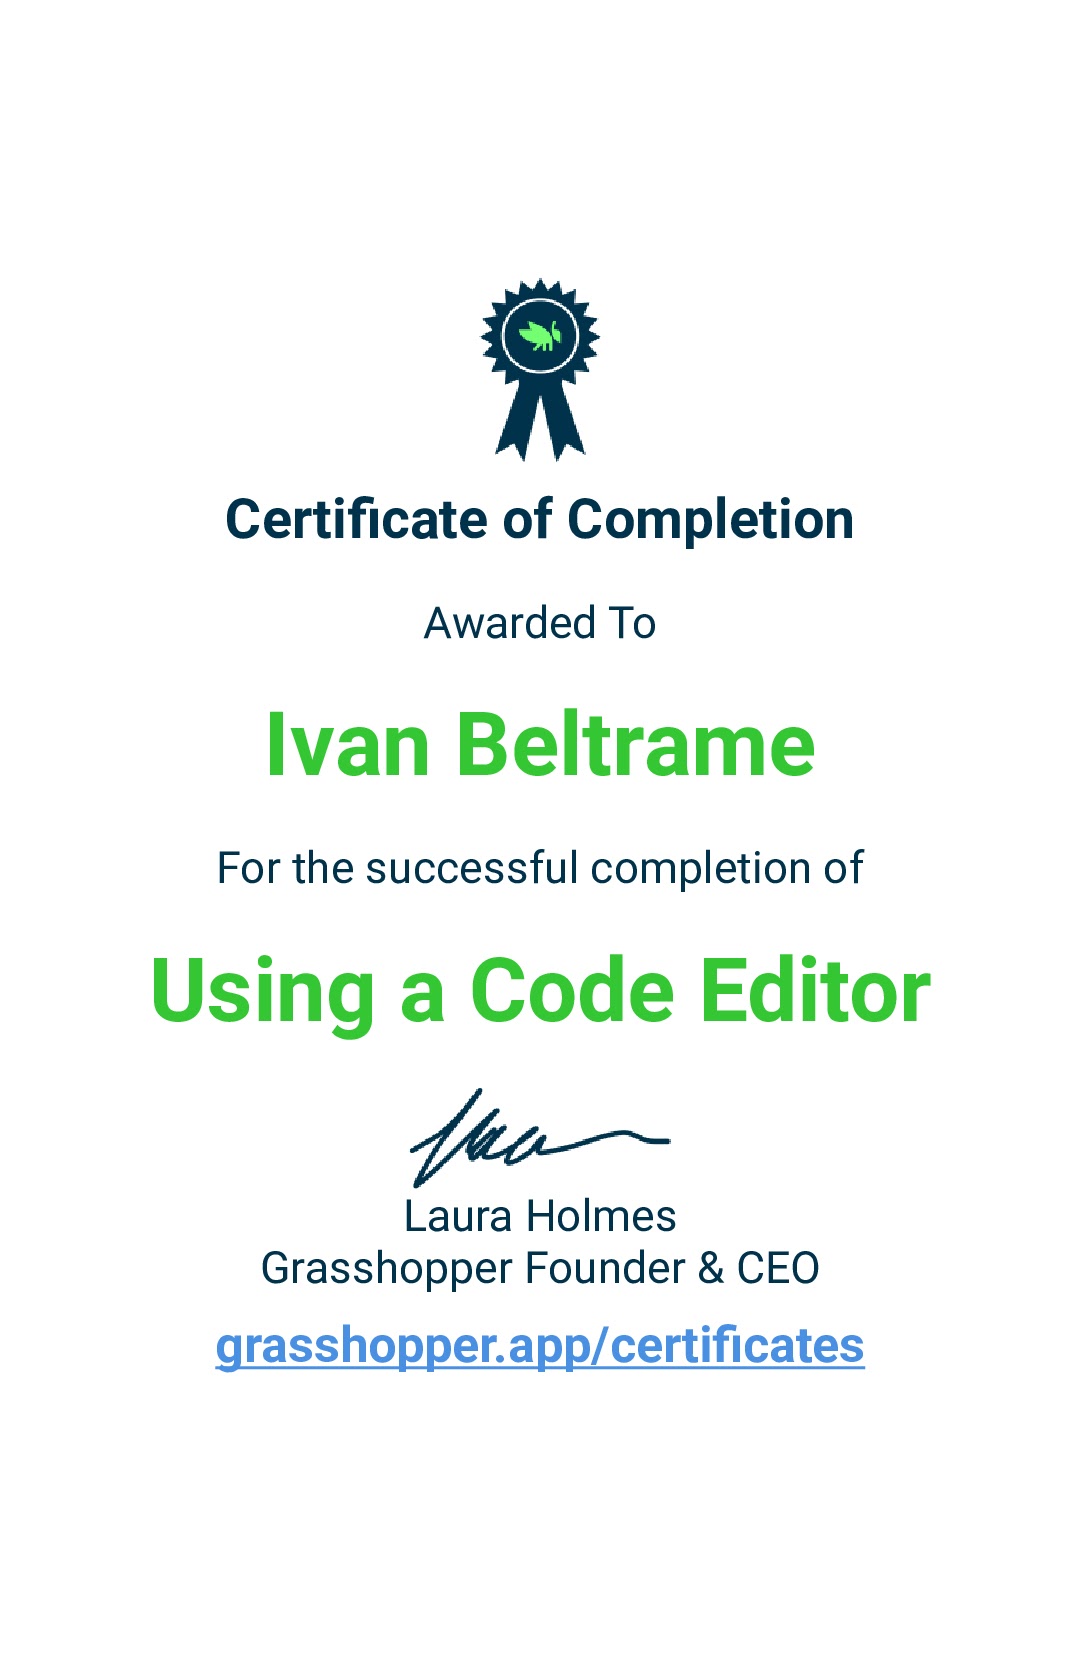 Certificate of Completion
Awarded To
Ivan Beltrame
For the successful completion of
Using a Code Editor
Laura Holmes
Grasshopper Founder & CEO
grasshopper.app/certificates